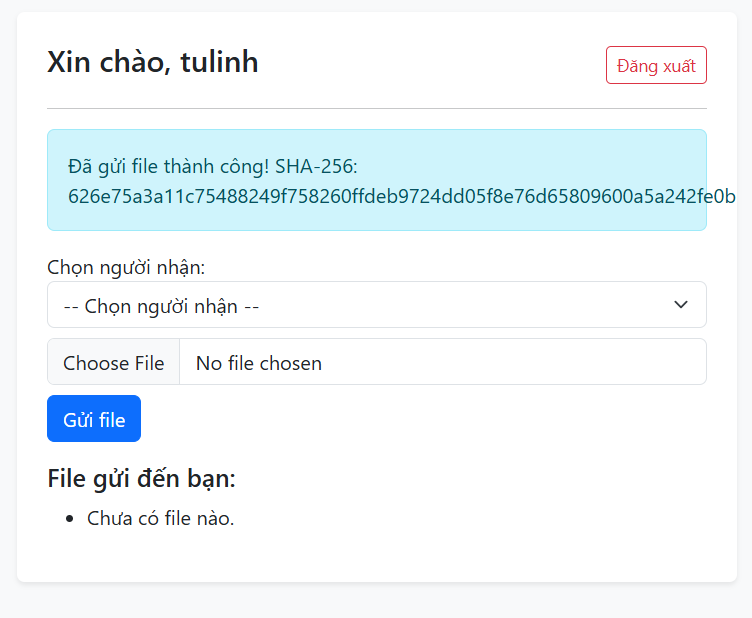 Xin chào, tulinh
Đăng xuất
Đã gửi file thành công! SHA-256:
626e75a3a11c75488249f758260ffdeb9724dd05f8e76d65809600a5a242fe0b
Chọn người nhận:
-- Chọn người nhận --
Choose File No file chosen
Gửi file
File gửi đến bạn:
• Chưa có file nào.